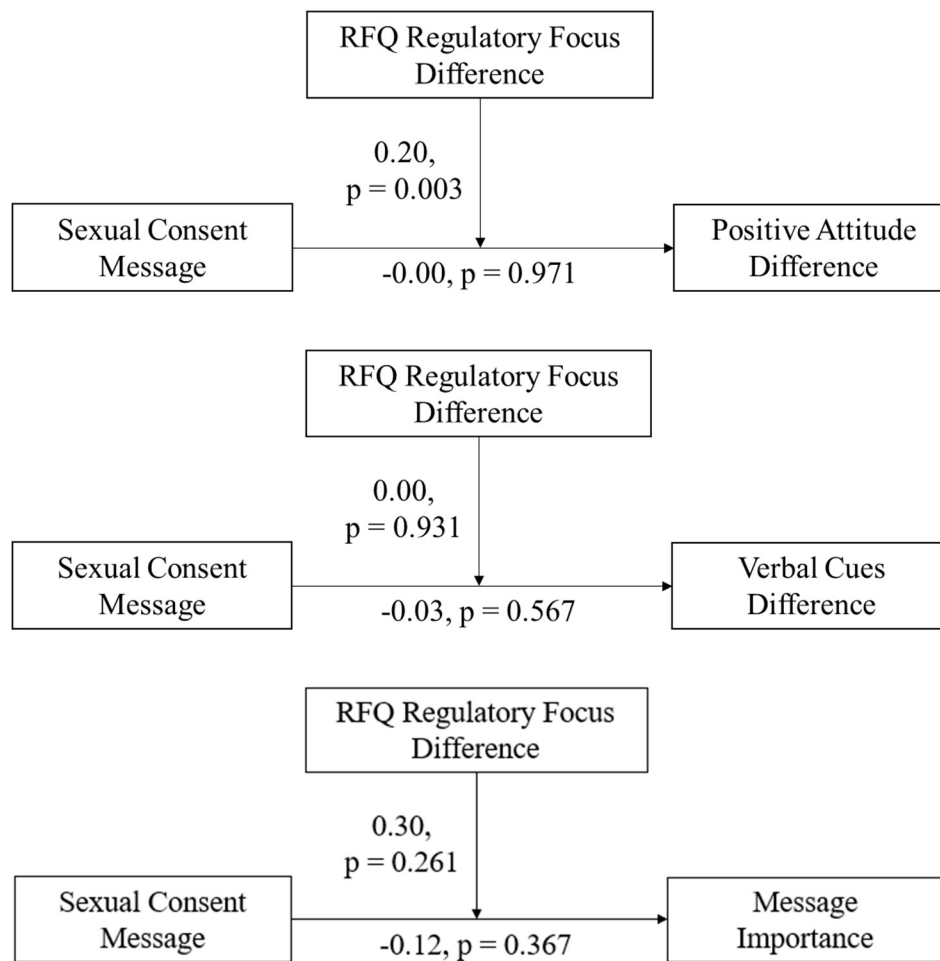 RFQ Regulatory Focus
Difference
0.20,
p = 0.003
Sexual Consent
Message
Positive Attitude
Difference
-0.00, p = 0.971
RFQ Regulatory Focus
Difference
0.00,
p = 0.931
Sexual Consent
Message
Verbal Cues
Difference
-0.03, p = 0.567
RFQ Regulatory Focus
Difference
0.30,
p = 0.261
Sexual Consent
Message
Message
Importance
-0.12, p = 0.367